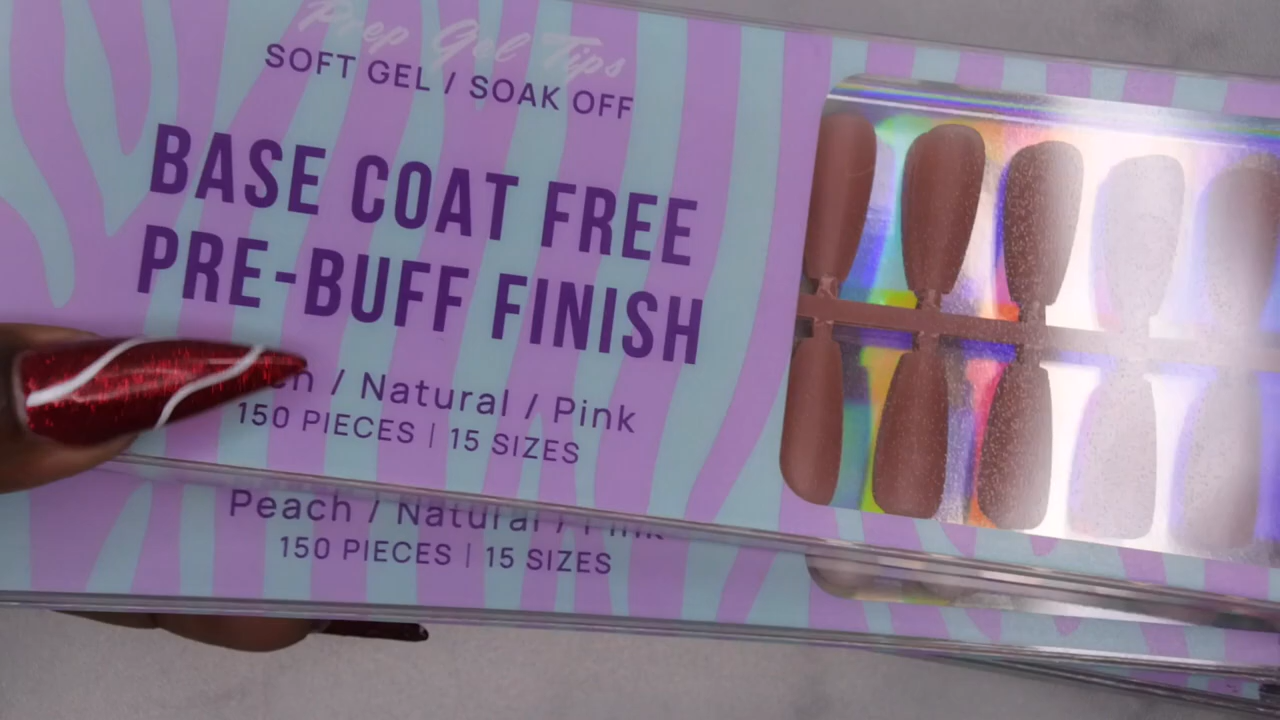 Prep Gel Tips
SOFT GEL / SOAK OFF
BASE COAT FREE
PRE-BUFF FINISH
/ Natural / Pink
150 PIECES | 15 SIZES
Peach / Natural / Pink
150 PIECES | 15 SIZES